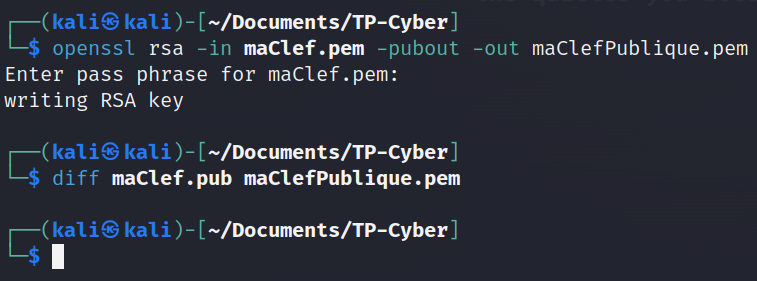 ┌──(kali㉿kali)-[~/Documents/TP-Cyber]
└─$ openssl rsa -in maClef.pem -pubout -out maClefPublique.pem
Enter pass phrase for maClef.pem:
writing RSA key
┌──(kali㉿kali)-[~/Documents/TP-Cyber]
└─$ diff maClef.pub maClefPublique.pem
┌──(kali㉿kali)-[~/Documents/TP-Cyber]
└─$